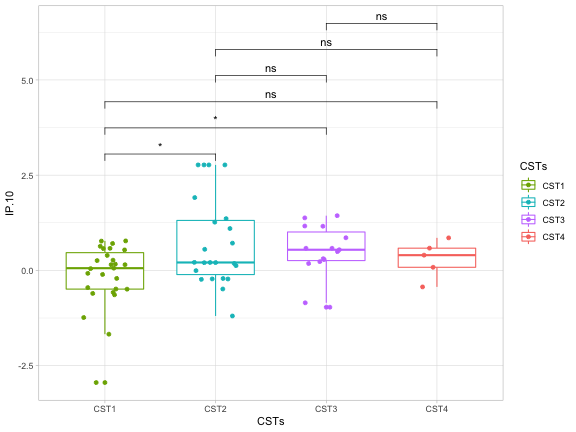 ns
ns
ns
ns
*
*
5.0
2.5
0.0
-2.5
IP.10
CST1 CST2 CST3 CST4
CSTs
CSTs
CST1
CST2
CST3
CST4